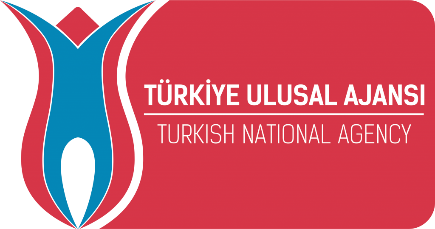 TÜRKİYE ULUSAL AJANSI
TURKISH NATIONAL AGENCY